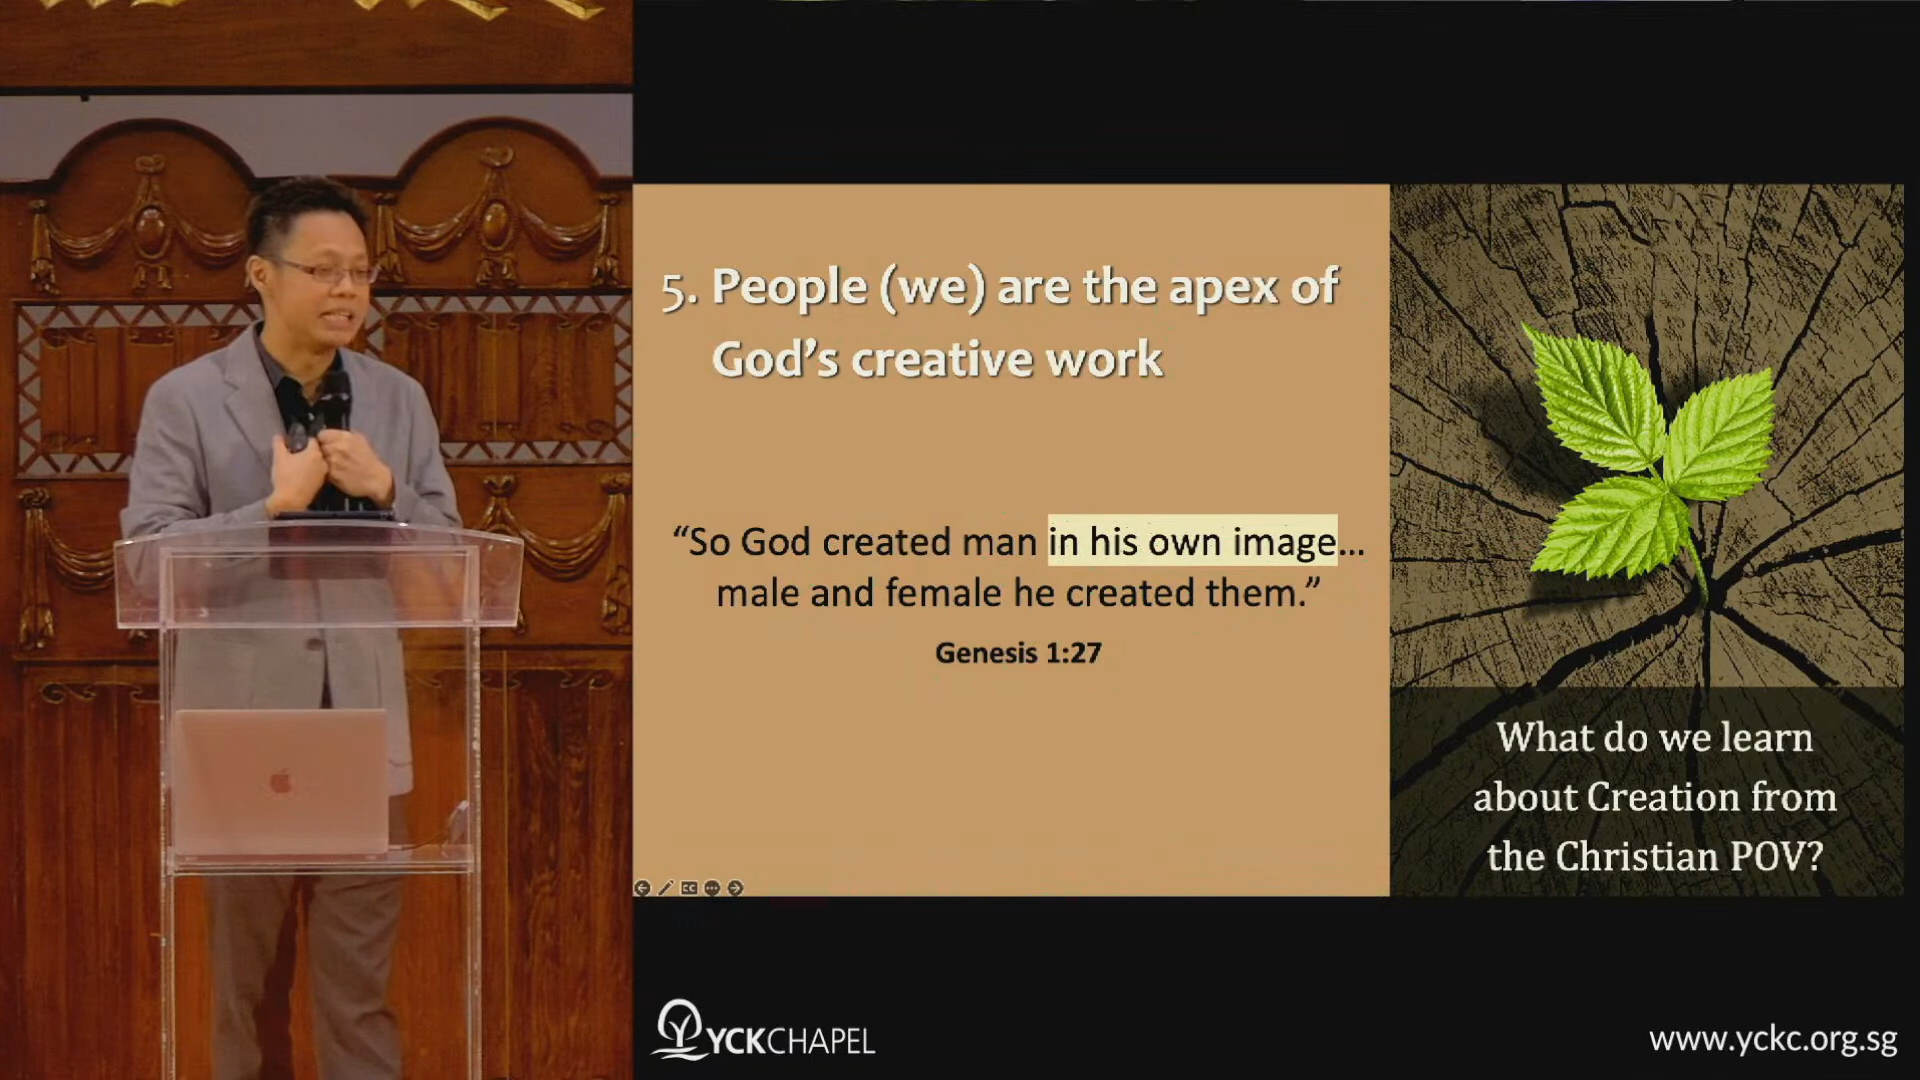 5. People (we) are the apex of
God’s creative work
“So God created man in his own image...
male and female he created them.”
Genesis 1:27
What do we learn
about Creation from
the Christian POV?
YCKCHAPEL
www.yckc.org.sg